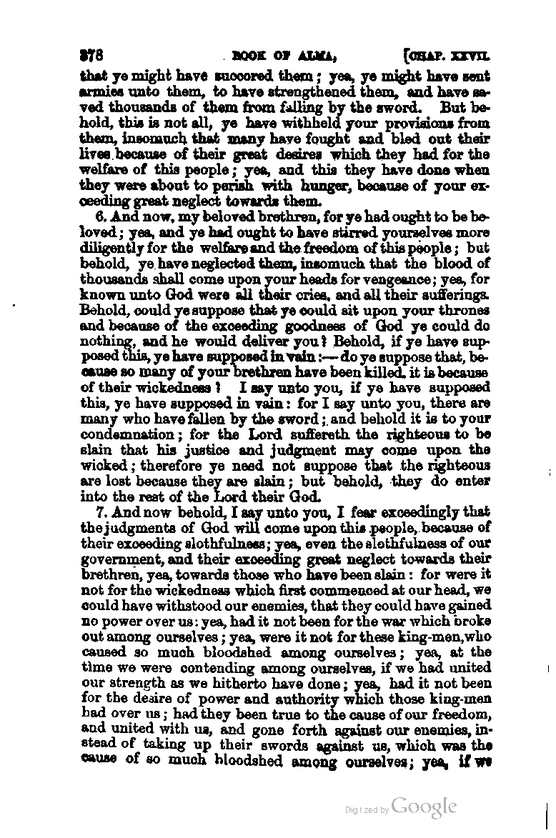 378 BOOK OF ALMA, [CHAP. XXVII.
that ye might have succored them; yea, ye might have sent
armies unto them, to have strengthened them, and have sa-
ved thousands of them from falling by the sword. But be-
hold, this is not all, ye have withheld your provisions from
them, insomuch that many have fought and bled out their
lives because of their great desires which they had for the
welfare of this people; yea, and this they have done when
they were about to perish with hunger, because of your ex-
ceeding great neglect towards them.
6. And now, my beloved brethren, for ye had ought to be be-
loved; yea, and ye had ought to have stirred yourselves more
diligently for the welfare and the freedom of this people; but
behold, ye have neglected them, insomuch that the blood of
thousands shall come upon your heads for vengeance; yea, for
known unto God were all their cries, and all their sufferings.
Behold, could ye suppose that ye could sit upon your thrones
and because of the exceeding goodness of God ye could do
nothing, and he would deliver you? Behold, if ye have sup-
posed this, ye have supposed in vain:—do ye suppose that, be-
cause so many of your brethren have been killed, it is because
of their wickedness? I say unto you, if ye have supposed
this, ye have supposed in vain: for I say unto you, there are
many who have fallen by the sword; and behold it is to your
condemnation; for the Lord suffereth the righteous to be
slain that his justice and judgment may come upon the
wicked; therefore ye need not suppose that the righteous
are lost because they are slain; but behold, they do enter
into the rest of the Lord their God.
7. And now behold, I say unto you, I fear exceedingly that
the judgments of God will come upon this people, because of
their exceeding slothfulness; yea, even the slothfulness of our
government, and their exceeding great neglect towards their
brethren, yea, towards those who have been slain: for were it
not for the wickedness which first commenced at our head, we
could have withstood our enemies, that they could have gained
no power over us: yea, had it not been for the war which broke
out among ourselves; yea, were it not for these king-men, who
caused so much bloodshed among ourselves; yea, at the
time we were contending among ourselves, if we had united
our strength as we hitherto have done; yea, had it not been
for the desire of power and authority which those king-men
had over us; had they been true to the cause of our freedom,
and united with us, and gone forth against our enemies, in-
stead of taking up their swords against us, which was the
cause of so much bloodshed among ourselves; yea, if we
Digitized by Google